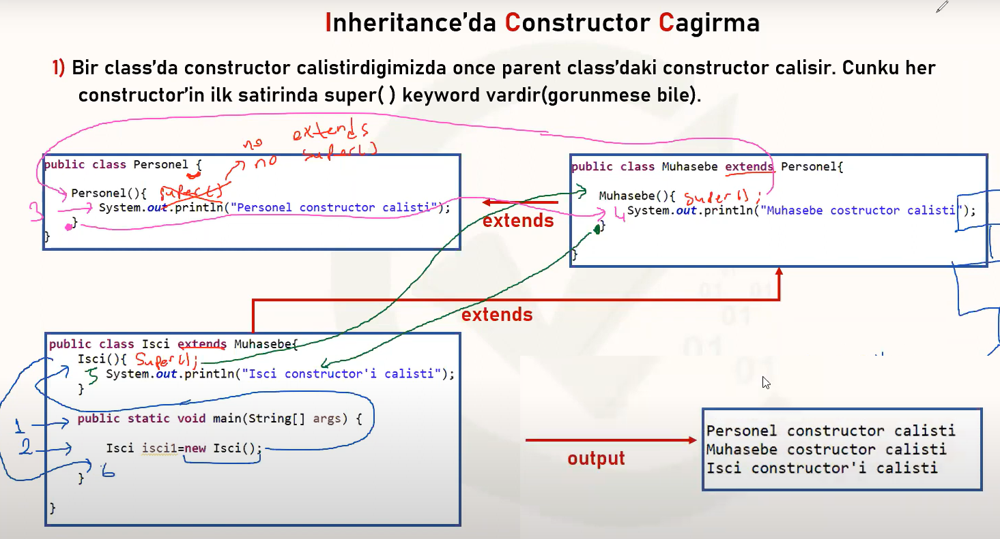 Inheritance’da Constructor Cagirma
1) Bir class’da constructor calistirdigimizda once parent class’daki constructor calisir. Cunku her
constructor’in ilk satirinda super( ) keyword vardir(gorunmese bile).
no extends
no super()
public class Personel {
Personel(){ super()
3 System.out.println("Personel constructor calisti");
}
}
extends
public class Muhasebe extends Personel{
Muhasebe(){ super();
4 System.out.println("Muhasebe costructor calisti");
}
}
extends
public class Isci extends Muhasebe{
Isci(){ Super();
5 System.out.println("Isci constructor'i calisti");
}
1 public static void main(String[] args) {
2 Isci isci1=new Isci();
} 6
}
output
Personel constructor calisti
Muhasebe costructor calisti
Isci constructor'i calisti
01 01
01
01
01